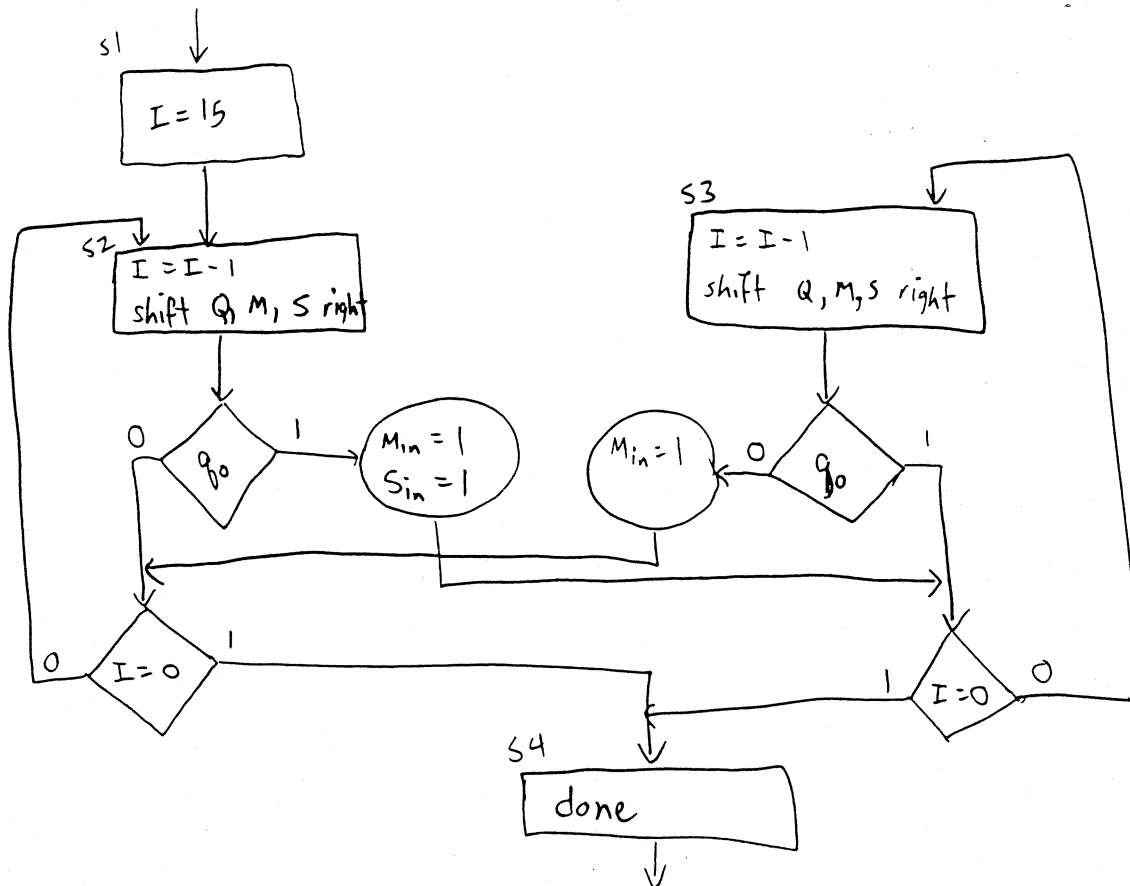 s1
I = 15
s2
I = I - 1
shift Q, M, S right
s3
I = I - 1
shift Q, M, S right
0
q0
1
Min = 1
Sin = 1
Min = 1
0
q0
1
0
I = 0
1
1
I = 0
0
s4
done